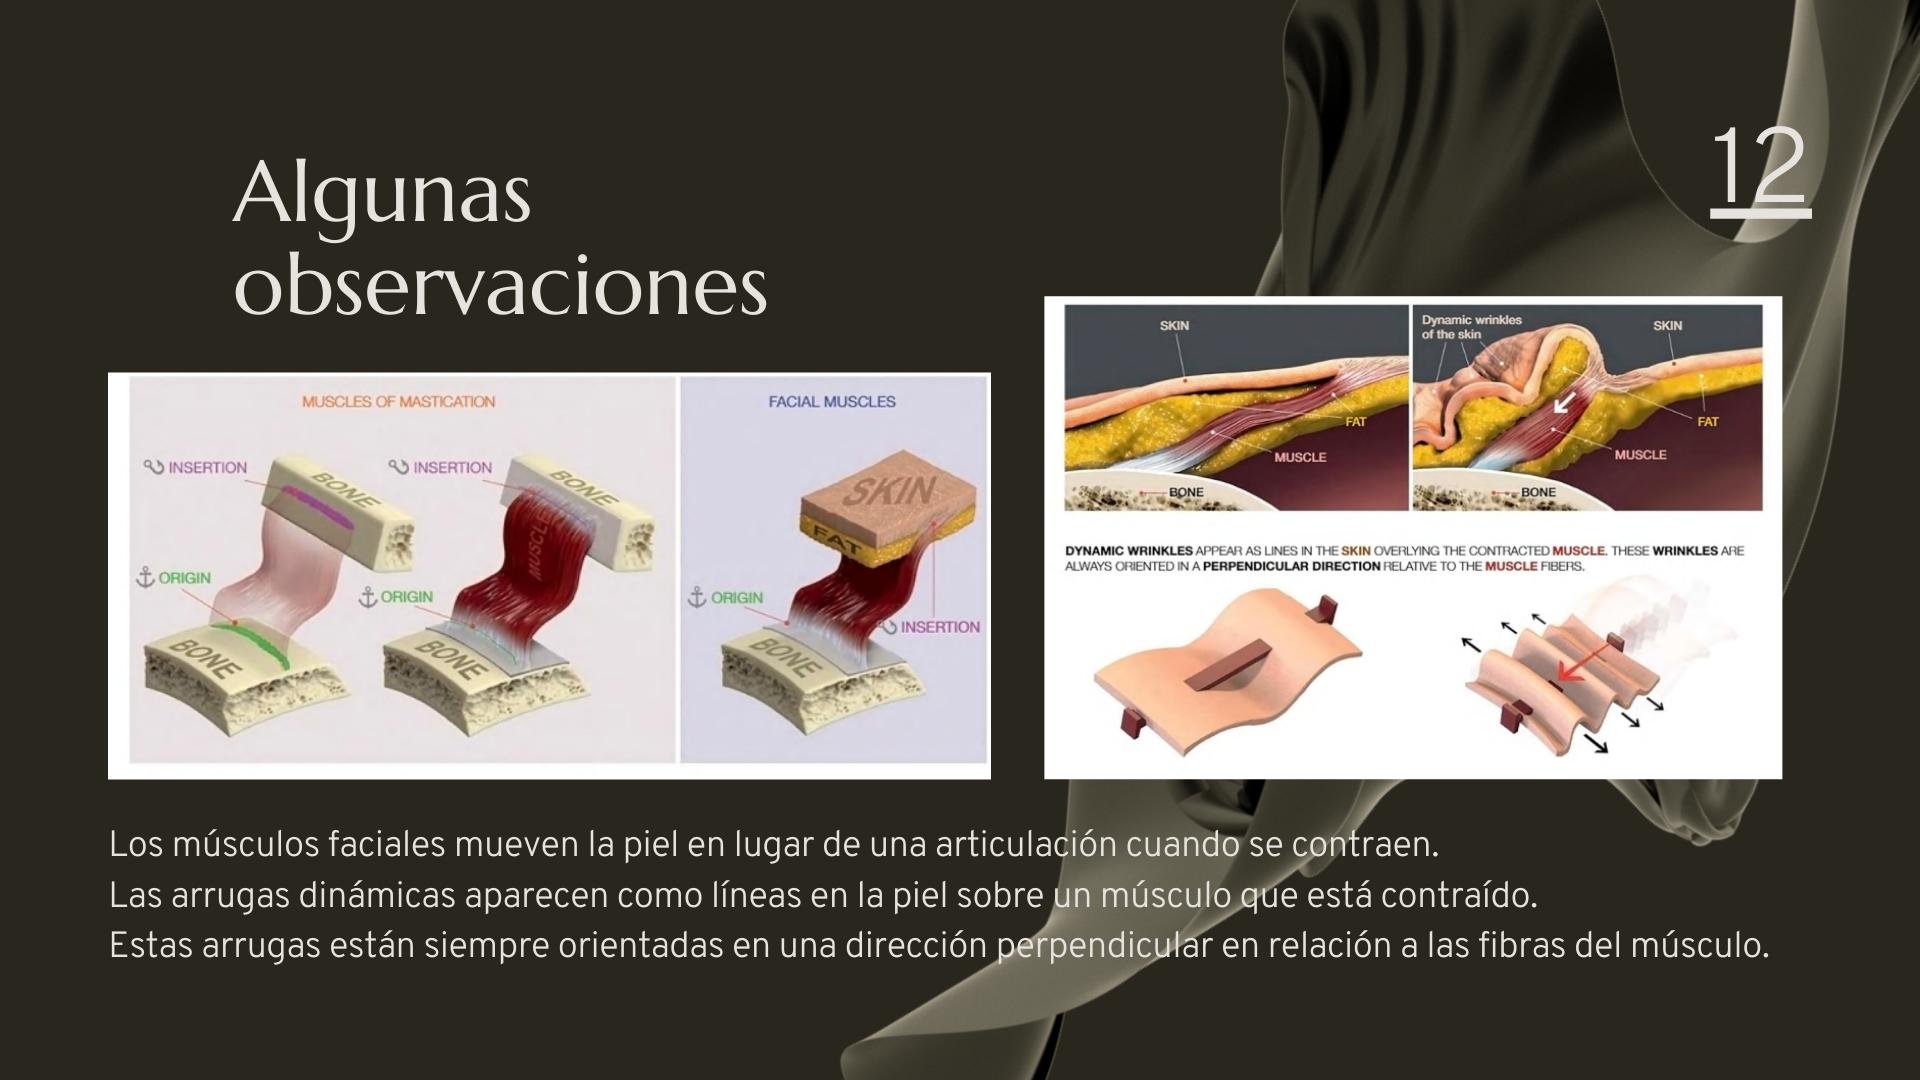 12
Algunas
observaciones
MUSCLES OF MASTICATION
INSERTION
BONE
ORIGIN
BONE
INSERTION
BONE
MUSCLE
ORIGIN
BONE
FACIAL MUSCLES
SKIN
FAT
ORIGIN
INSERTION
BONE
SKIN
FAT
MUSCLE
BONE
Dynamic wrinkles
of the skin
SKIN
FAT
MUSCLE
BONE
DYNAMIC WRINKLES APPEAR AS LINES IN THE SKIN OVERLYING THE CONTRACTED MUSCLE. THESE WRINKLES ARE
ALWAYS ORIENTED IN A PERPENDICULAR DIRECTION RELATIVE TO THE MUSCLE FIBERS.
Los músculos faciales mueven la piel en lugar de una articulación cuando se contraen.
Las arrugas dinámicas aparecen como líneas en la piel sobre un músculo que está contraído.
Estas arrugas están siempre orientadas en una dirección perpendicular en relación a las fibras del músculo.